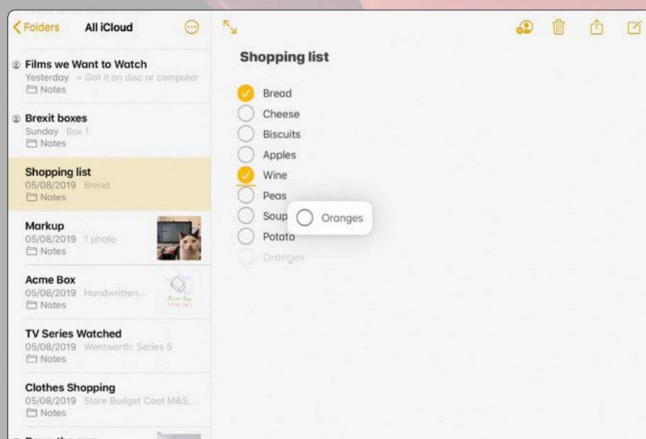 Folders
All iCloud
Films we Want to Watch
Yesterday = Got it on disc or computer
Notes
Brexit boxes
Sunday Box 1
Notes
Shopping list
05/08/2019 Bread
Notes
Markup
05/08/2019 1 photo
Notes
Acme Box
05/08/2019 Handwritten...
Notes
TV Series Watched
05/08/2019 Wentworth: Series 5
Notes
Clothes Shopping
05/08/2019 Store Budget Coat M&S...
Notes
Shopping list
Bread
Cheese
Biscuits
Apples
Wine
Peas
Soup
Oranges
Potato
Oranges